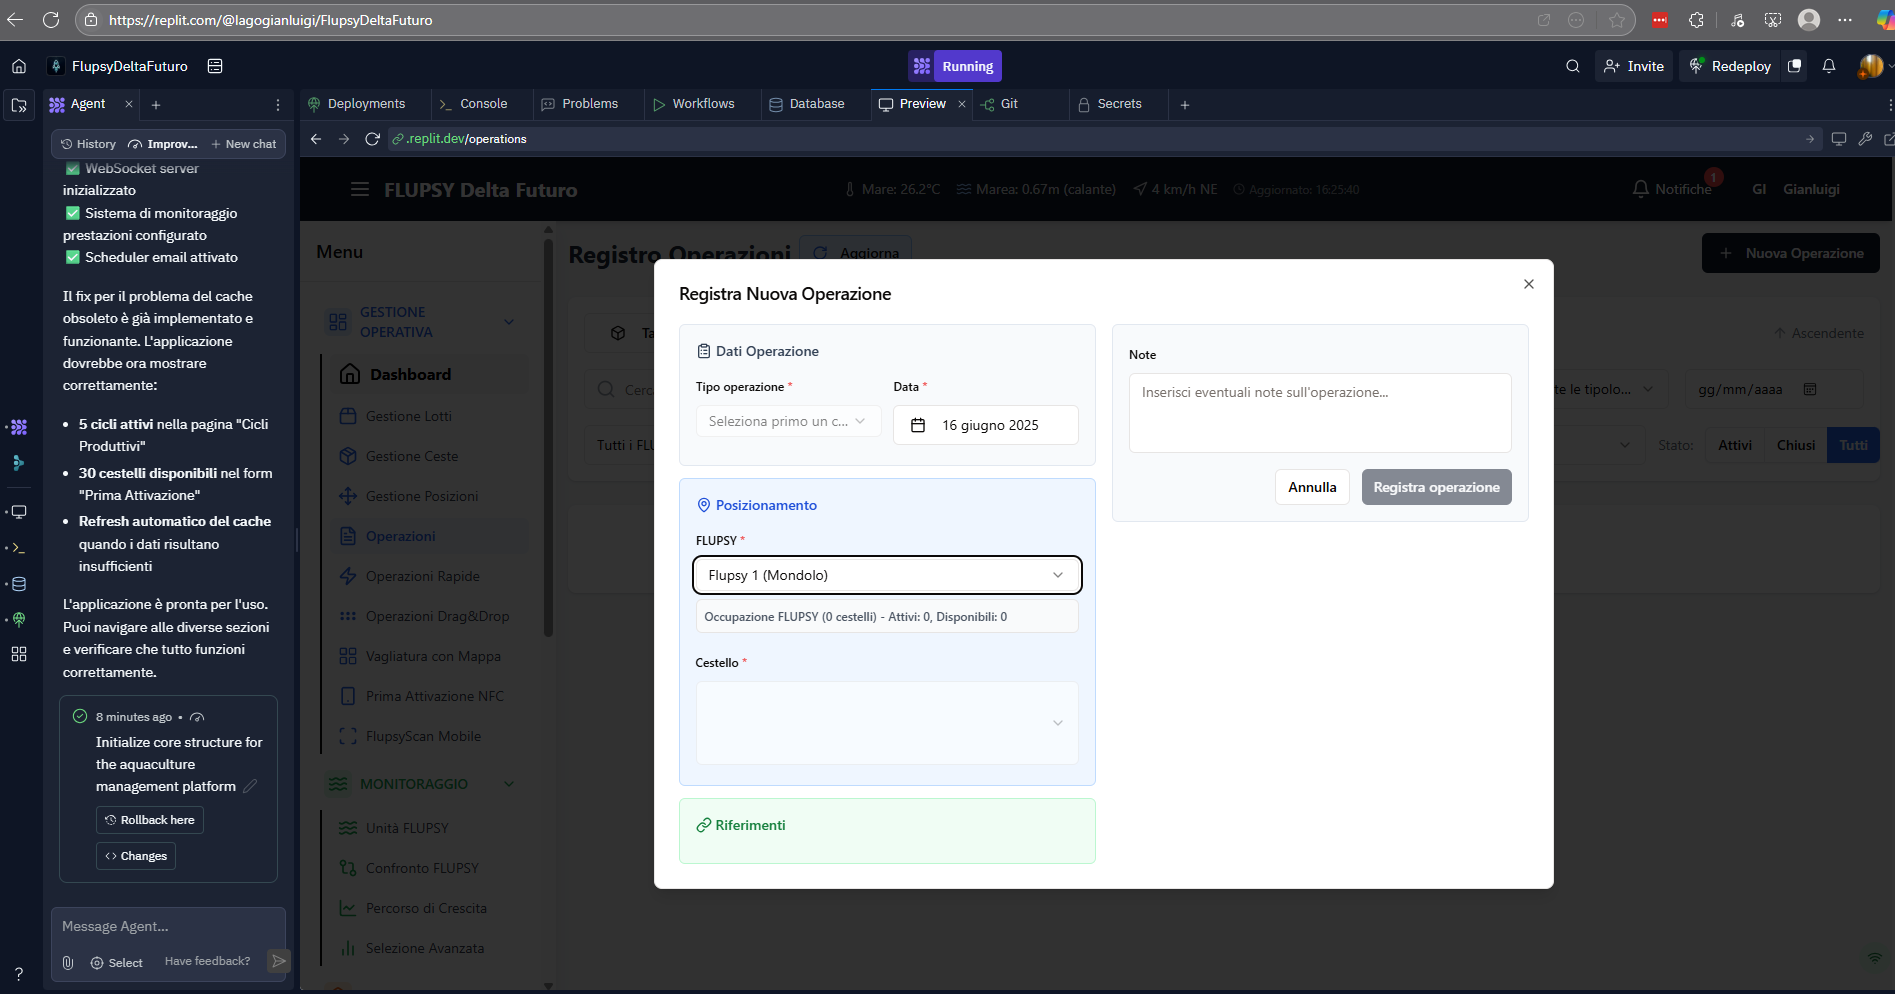 https://replit.com/@lagogianluigi/FlupsyDeltaFuturo
FlupsyDeltaFuturo
Running
Invite
Redeploy
Agent
Deployments
Console
Problems
Workflows
Database
Preview
Git
Secrets
History
Improv...
New chat
.replit.dev/operations
WebSocket server
inizializzato
✅ Sistema di monitoraggio
prestazioni configurato
✅ Scheduler email attivato
Il fix per il problema del cache
obsoleto è già implementato e
funzionante. L'applicazione
dovrebbe ora mostrare
correttamente:
• 5 cicli attivi nella pagina "Cicli
Produttivi"
• 30 cestelli disponibili nel form
"Prima Attivazione"
• Refresh automatico del cache
quando i dati risultano
insufficienti
L'applicazione è pronta per l'uso.
Puoi navigare alle diverse sezioni
e verificare che tutto funzioni
correttamente.
8 minutes ago •
Initialize core structure for
the aquaculture
management platform
Rollback here
Changes
Message Agent...
Select
Have feedback?
FLUPSY Delta Futuro
Mare: 26.2°C
Marea: 0.67m (calante)
4 km/h NE
Aggiornato: 16:25:40
Notifiche
1
GI
Gianluigi
Menu
GESTIONE
OPERATIVA
Dashboard
Gestione Lotti
Gestione Ceste
Gestione Posizioni
Operazioni
Operazioni Rapide
Operazioni Drag&Drop
Vagliatura con Mappa
Prima Attivazione NFC
FlupsyScan Mobile
MONITORAGGIO
Unità FLUPSY
Confronto FLUPSY
Percorso di Crescita
Selezione Avanzata
Registro Operazioni
Aggiorna
Nuova Operazione
Ta
Ascendente
Cerc
te le tipolo...
gg/mm/aaaa
Tutti i FLU
Stato:
Attivi
Chiusi
Tutti
Registra Nuova Operazione
Dati Operazione
Tipo operazione *
Data *
Seleziona primo un c...
16 giugno 2025
Posizionamento
FLUPSY *
Flupsy 1 (Mondolo)
Occupazione FLUPSY (0 cestelli) - Attivi: 0, Disponibili: 0
Cestello *
Riferimenti
Note
Inserisci eventuali note sull'operazione...
Annulla
Registra operazione